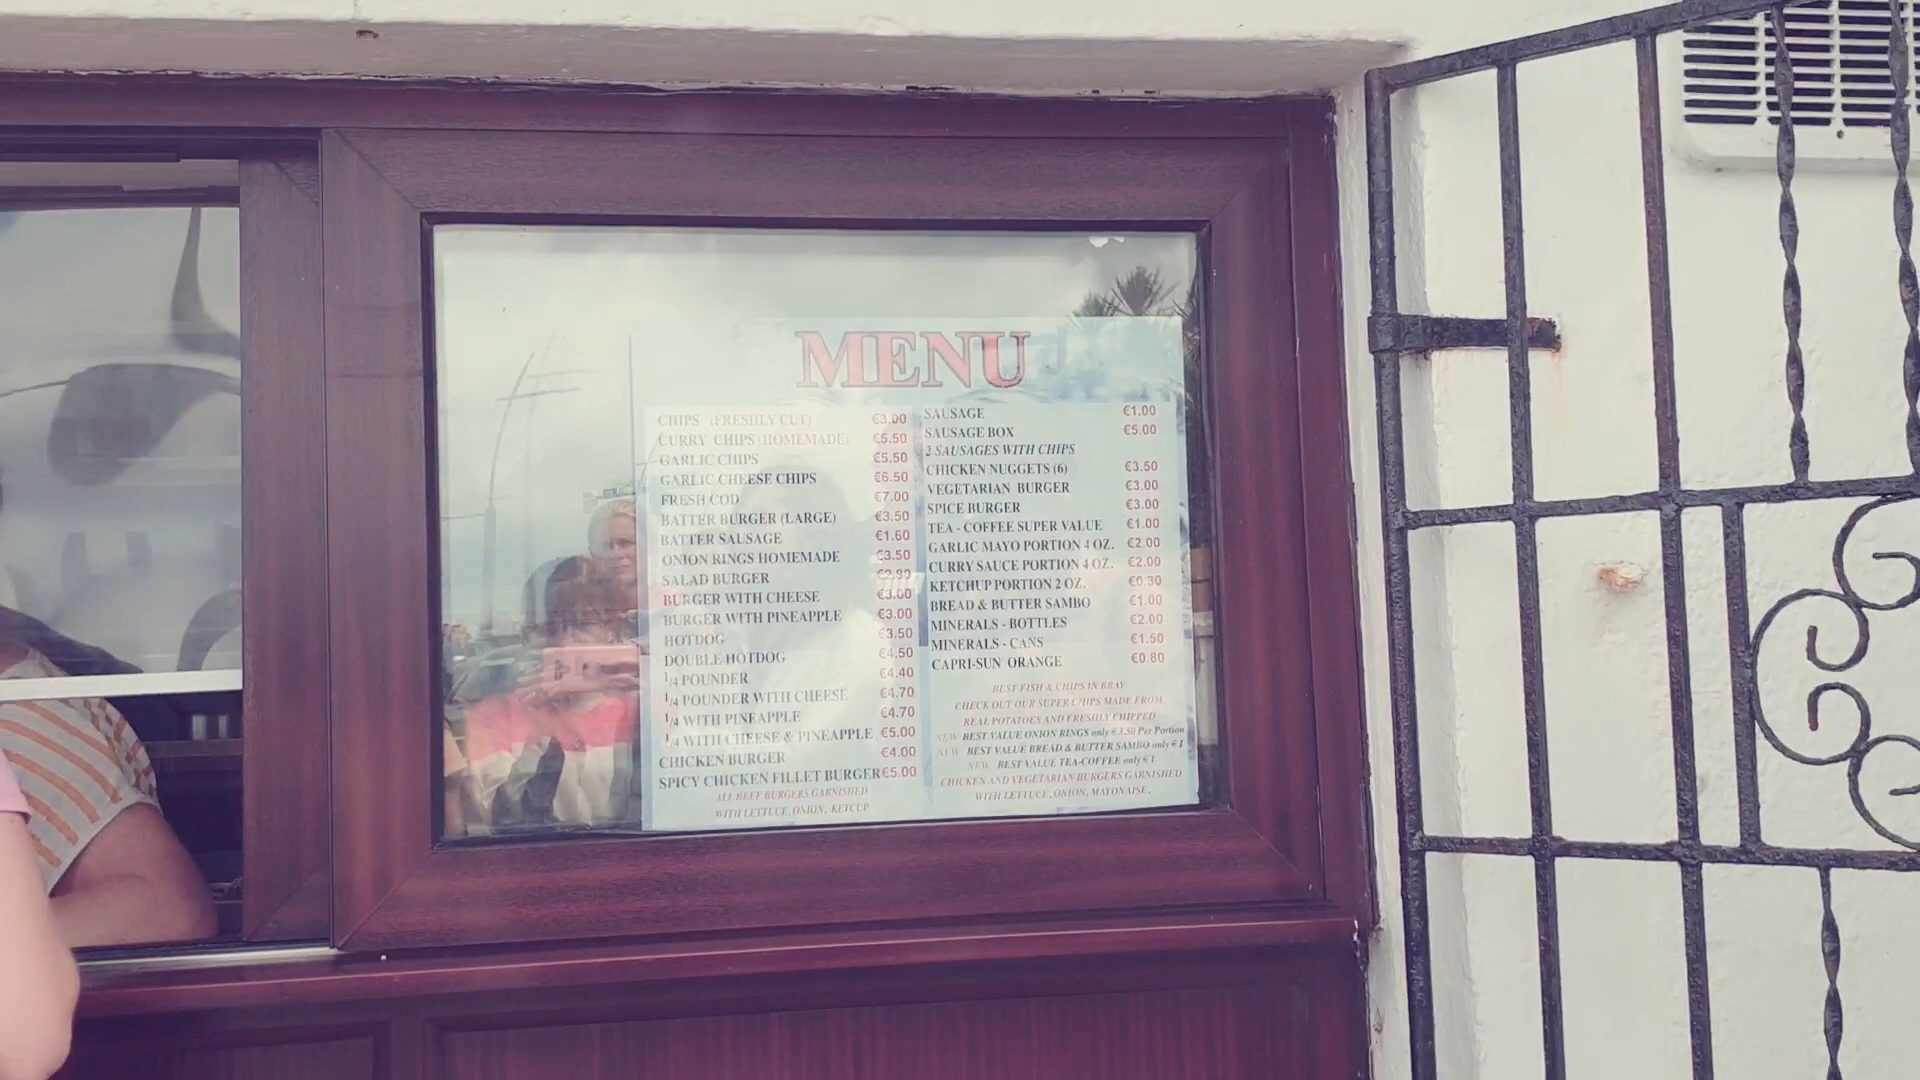 MENU
CHIPS (FRESHLY CUT) €3.00
CURRY CHIPS (HOMEMADE) €5.50
GARLIC CHIPS €5.50
GARLIC CHEESE CHIPS €6.50
FRESH COD €7.00
BATTER BURGER (LARGE) €3.50
BATTER SAUSAGE €1.60
ONION RINGS HOMEMADE €3.50
SALAD BURGER €2.80
BURGER WITH CHEESE €3.00
BURGER WITH PINEAPPLE €3.00
HOTDOG €3.50
DOUBLE HOTDOG €4.50
1/4 POUNDER €4.40
1/4 POUNDER WITH CHEESE €4.70
1/4 WITH PINEAPPLE €4.70
1/4 WITH CHEESE & PINEAPPLE €5.00
CHICKEN BURGER €4.00
SPICY CHICKEN FILLET BURGER €5.00
ALL BEEF BURGERS GARNISHED
WITH LETTUCE, ONION, KETCUP
SAUSAGE €1.00
SAUSAGE BOX €5.00
2 SAUSAGES WITH CHIPS
CHICKEN NUGGETS (6) €3.50
VEGETARIAN BURGER €3.00
SPICE BURGER €3.00
TEA - COFFEE SUPER VALUE €1.00
GARLIC MAYO PORTION 4 OZ. €2.00
CURRY SAUCE PORTION 4 OZ. €2.00
KETCHUP PORTION 2 OZ. €0.30
BREAD & BUTTER SAMBO €1.00
MINERALS - BOTTLES €2.00
MINERALS - CANS €1.50
CAPRI-SUN ORANGE €0.80
BEST FISH & CHIPS IN BRAY
CHECK OUT OUR SUPER CHIPS MADE FROM
REAL POTATOES AND FRESHLY CHIPPED
NEW BEST VALUE ONION RINGS only €3.50 Per Portion
NEW BEST VALUE BREAD & BUTTER SAMBO only €1
NEW BEST VALUE TEA-COFFEE only €1
CHICKEN AND VEGETARIAN BURGERS GARNISHED
WITH LETTUCE, ONION, MAYONAISE.